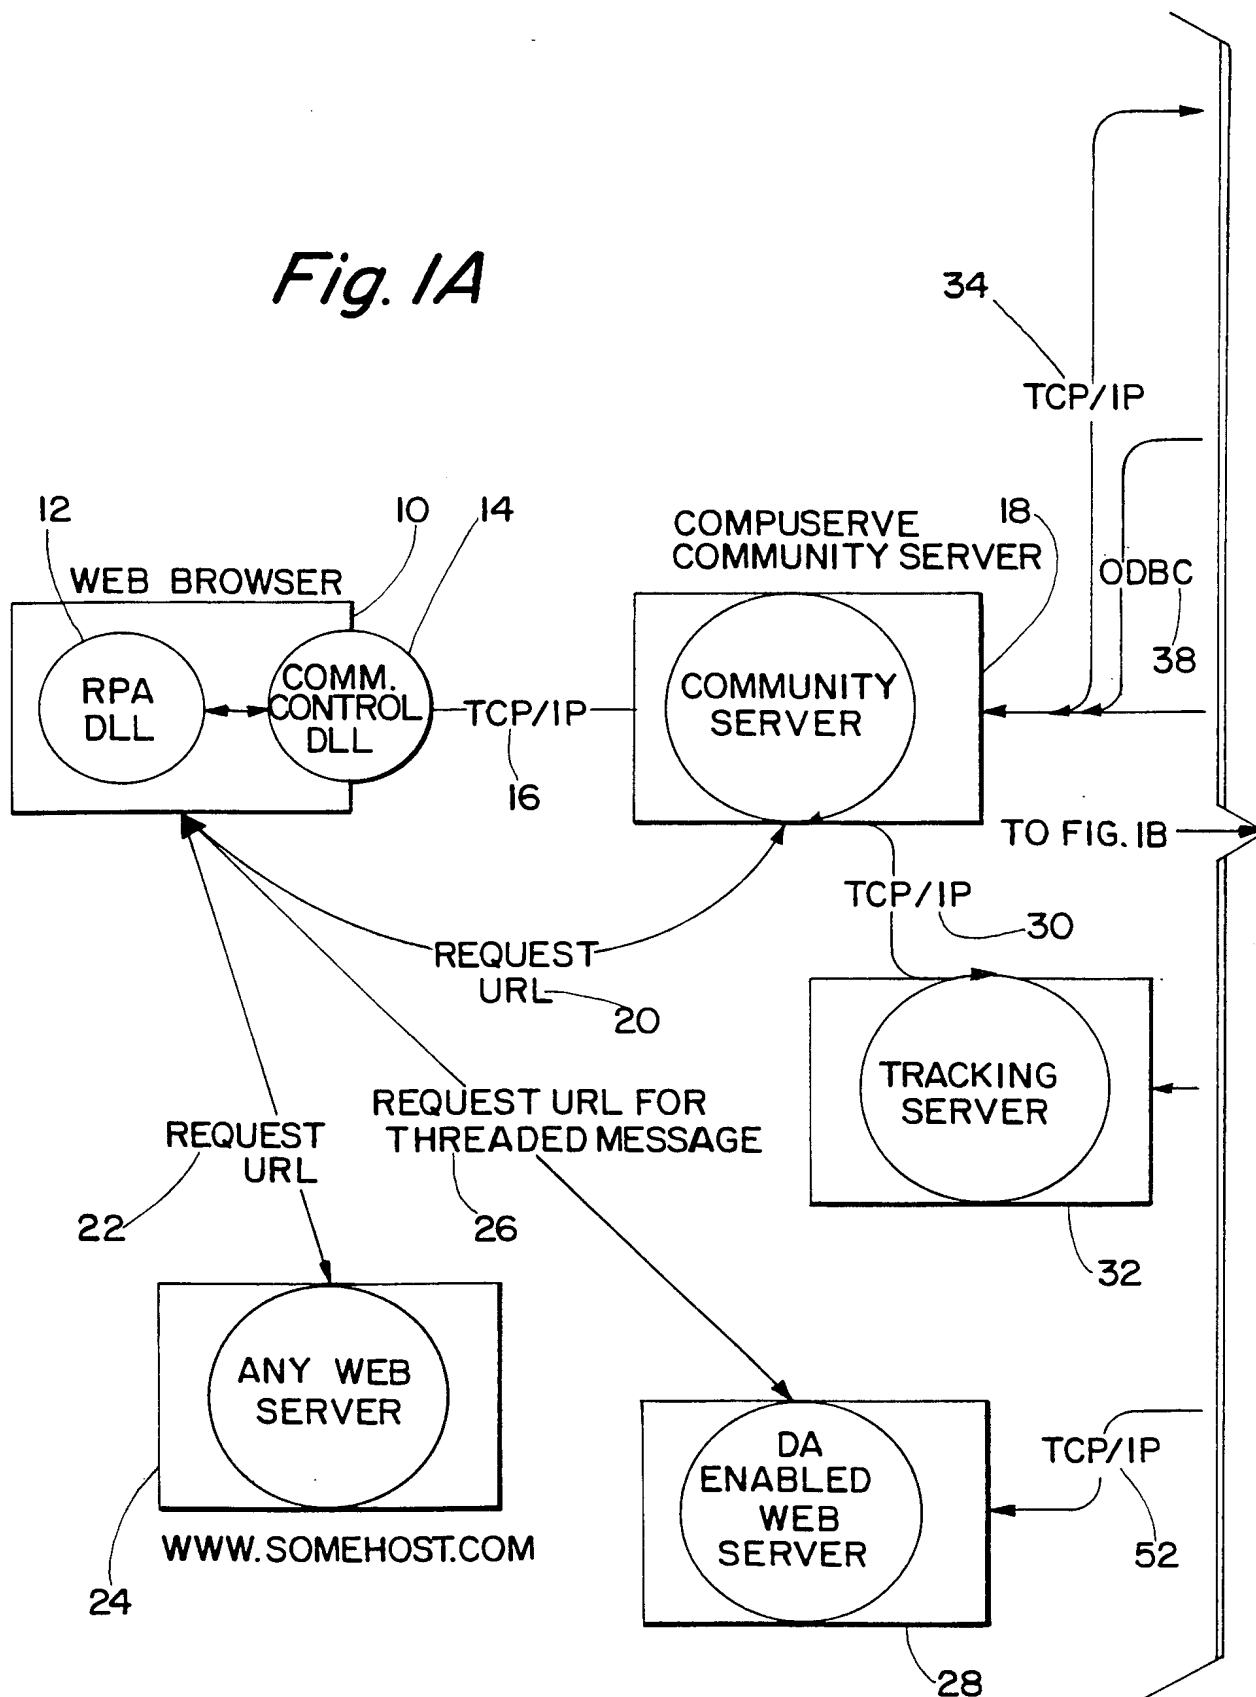 Fig. 1A
34
TCP/IP
12
10
14
COMPUSERVE
COMMUNITY SERVER
18
ODBC
38
WEB BROWSER
RPA
DLL
COMM.
CONTROL
DLL
TCP/IP
16
COMMUNITY
SERVER
TO FIG. 1B
TCP/IP
30
REQUEST
URL
20
TRACKING
SERVER
32
REQUEST URL FOR
THREADED MESSAGE
26
REQUEST
URL
22
ANY WEB
SERVER
WWW.SOMEHOST.COM
24
DA
ENABLED
WEB
SERVER
28
TCP/IP
52